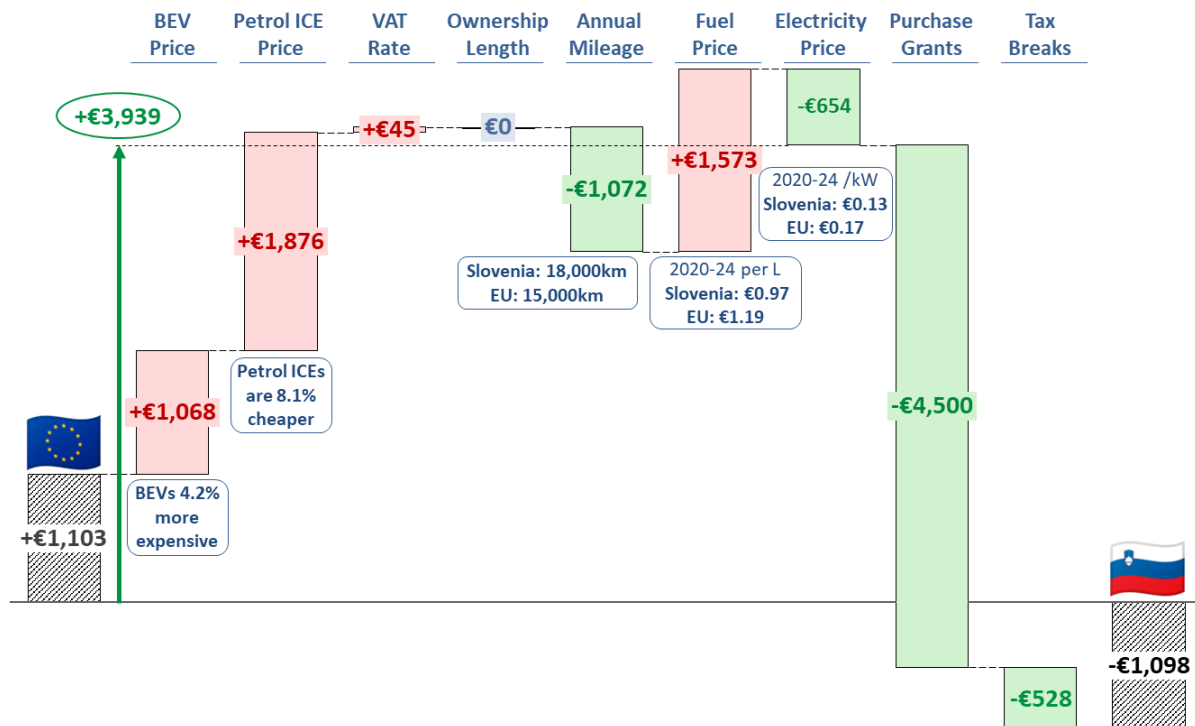 BEV
Price
Petrol ICE
Price
VAT
Rate
Ownership
Length
Annual
Mileage
Fuel
Price
Electricity
Price
Purchase
Grants
Tax
Breaks
+€3,939
+€1,103
+€1,068
BEVs 4.2%
more
expensive
+€1,876
Petrol ICEs
are 8.1%
cheaper
+€45
€0
-€1,072
Slovenia: 18,000km
EU: 15,000km
+€1,573
2020-24 per L
Slovenia: €0.97
EU: €1.19
-€654
2020-24 /kW
Slovenia: €0.13
EU: €0.17
-€4,500
-€528
-€1,098